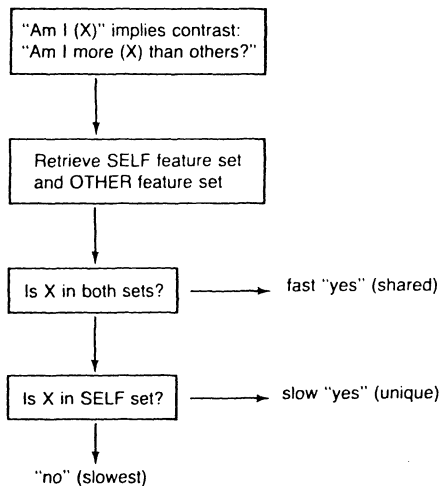 "Am I (X)" implies contrast:
"Am I more (X) than others?"
Retrieve SELF feature set
and OTHER feature set
Is X in both sets?
fast "yes" (shared)
Is X in SELF set?
slow "yes" (unique)
"no" (slowest)